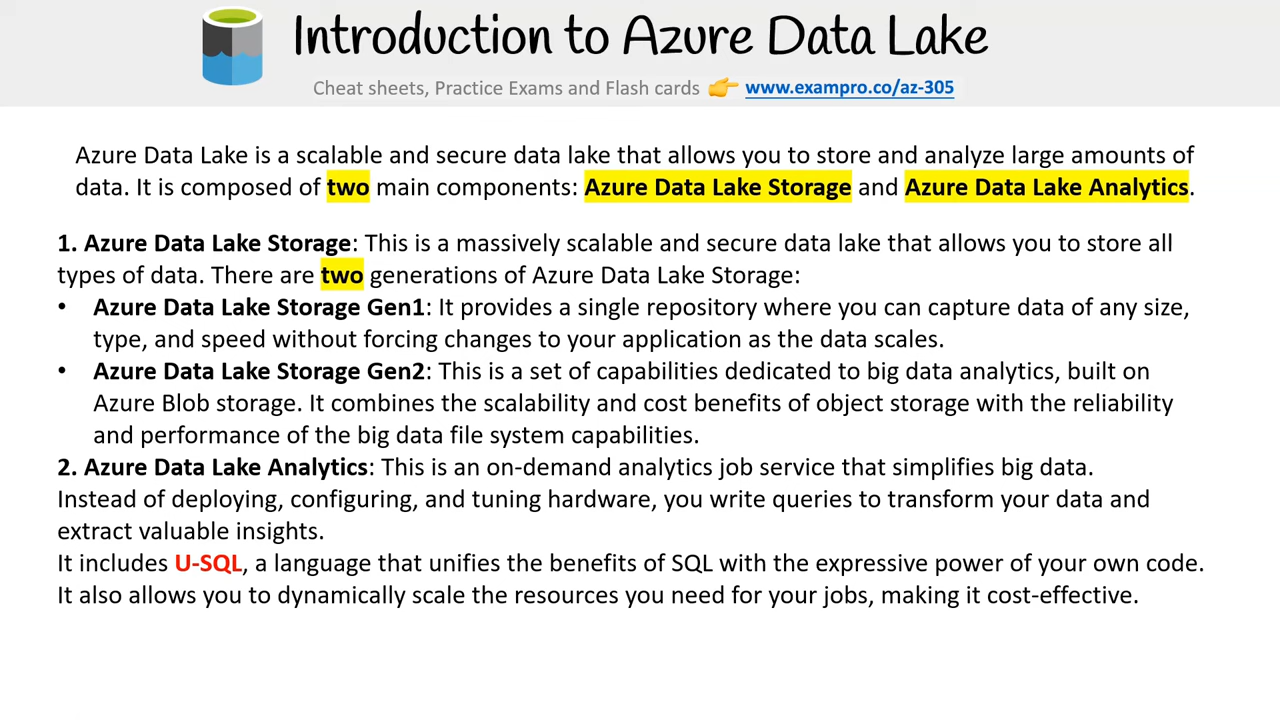 Introduction to Azure Data Lake
Cheat sheets, Practice Exams and Flash cards 👉 www.exampro.co/az-305
Azure Data Lake is a scalable and secure data lake that allows you to store and analyze large amounts of
data. It is composed of two main components: Azure Data Lake Storage and Azure Data Lake Analytics.
1. Azure Data Lake Storage: This is a massively scalable and secure data lake that allows you to store all
types of data. There are two generations of Azure Data Lake Storage:
• Azure Data Lake Storage Gen1: It provides a single repository where you can capture data of any size,
type, and speed without forcing changes to your application as the data scales.
• Azure Data Lake Storage Gen2: This is a set of capabilities dedicated to big data analytics, built on
Azure Blob storage. It combines the scalability and cost benefits of object storage with the reliability
and performance of the big data file system capabilities.
2. Azure Data Lake Analytics: This is an on-demand analytics job service that simplifies big data.
Instead of deploying, configuring, and tuning hardware, you write queries to transform your data and
extract valuable insights.
It includes U-SQL, a language that unifies the benefits of SQL with the expressive power of your own code.
It also allows you to dynamically scale the resources you need for your jobs, making it cost-effective.